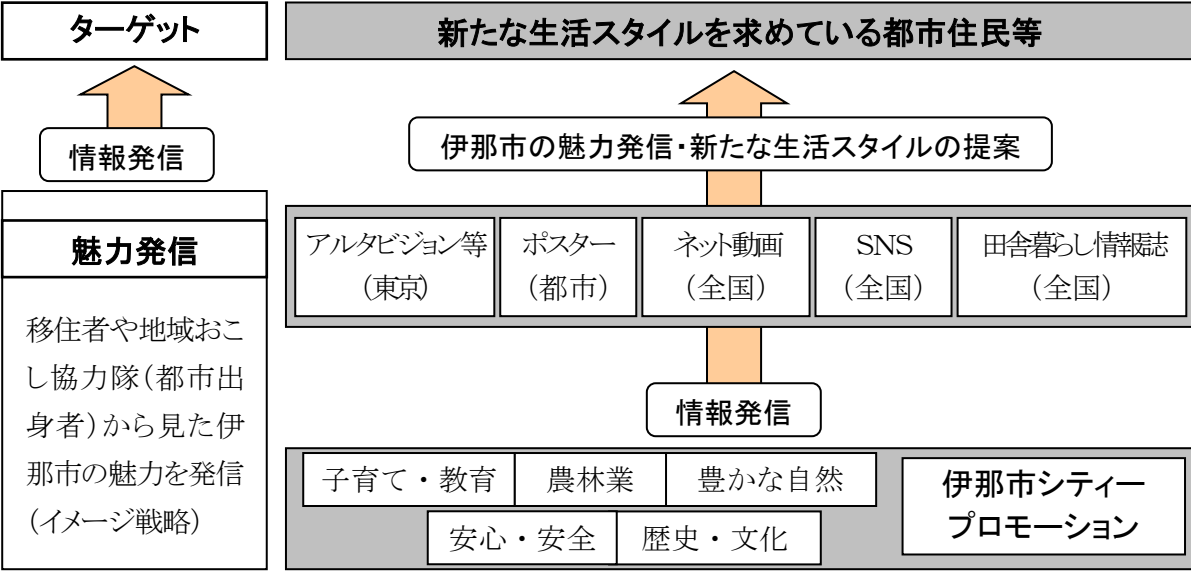 ターゲット
新たな生活スタイルを求めている都市住民等
情報発信
伊那市の魅力発信・新たな生活スタイルの提案
魅力発信
移住者や地域おこ
し協力隊(都市出
身者)から見た伊
那市の魅力を発信
(イメージ戦略)
アルタビジョン等
(東京)
ポスター
(都市)
ネット動画
(全国)
SNS
(全国)
田舎暮らし情報誌
(全国)
情報発信
子育て・教育
農林業
豊かな自然
安心・安全
歴史・文化
伊那市シティー
プロモーション